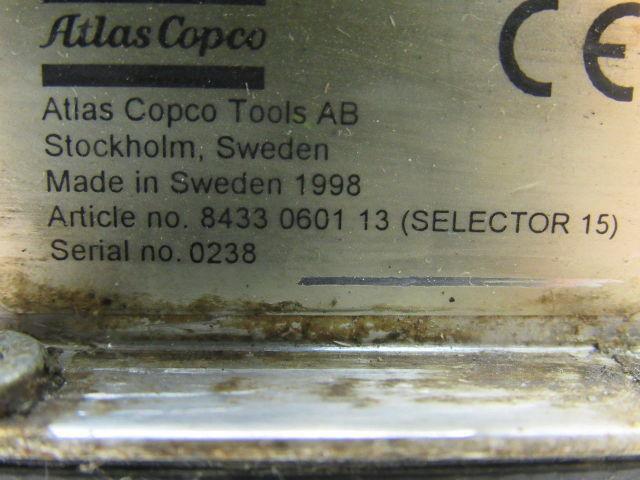 Atlas Copco
CE
Atlas Copco Tools AB
Stockholm, Sweden
Made in Sweden 1998
Article no. 8433 0601 13 (SELECTOR 15)
Serial no. 0238